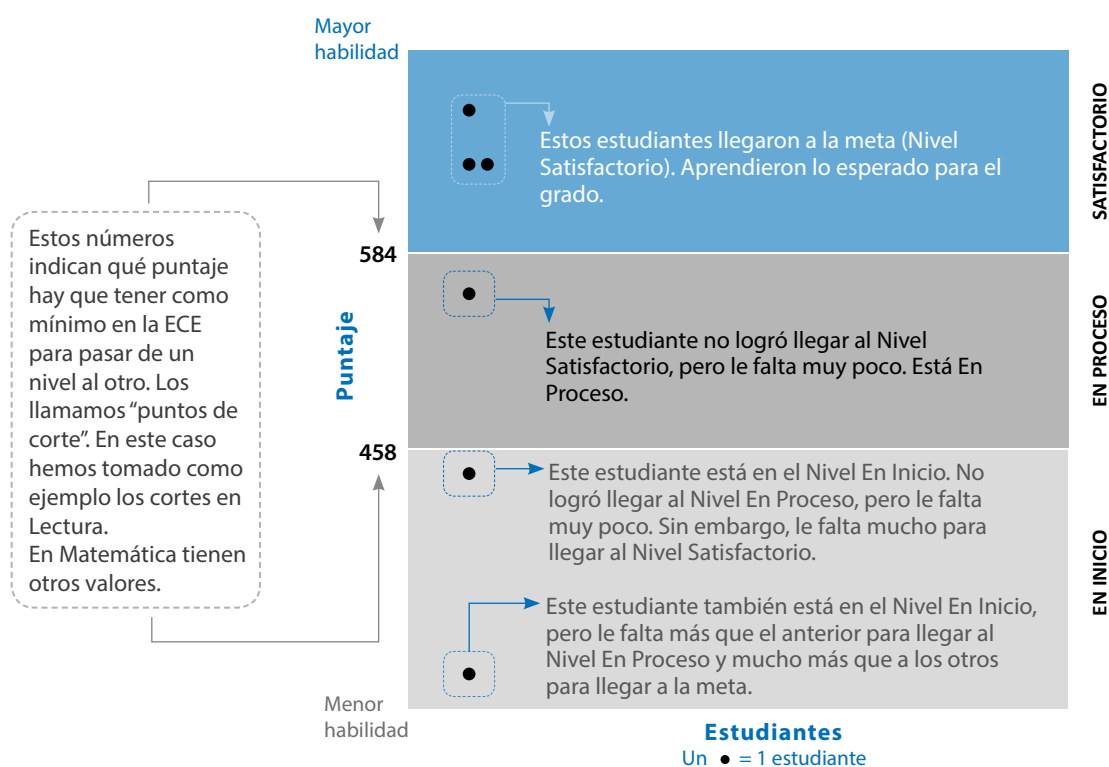 Mayor
habilidad
Estos estudiantes llegaron a la meta (Nivel
Satisfactorio). Aprendieron lo esperado para el
grado.
SATISFACTORIO
Estos números
indican qué puntaje
hay que tener como
mínimo en la ECE
para pasar de un
nivel al otro. Los
llamamos “puntos de
corte”. En este caso
hemos tomado como
ejemplo los cortes en
Lectura.
En Matemática tienen
otros valores.
584
Puntaje
458
Este estudiante no logró llegar al Nivel
Satisfactorio, pero le falta muy poco. Está En
Proceso.
EN PROCESO
Este estudiante está en el Nivel En Inicio. No
logró llegar al Nivel En Proceso, pero le falta
muy poco. Sin embargo, le falta mucho para
llegar al Nivel Satisfactorio.
Este estudiante también está en el Nivel En Inicio,
pero le falta más que el anterior para llegar al
Nivel En Proceso y mucho más que a los otros
para llegar a la meta.
EN INICIO
Menor
habilidad
Estudiantes
Un ● = 1 estudiante